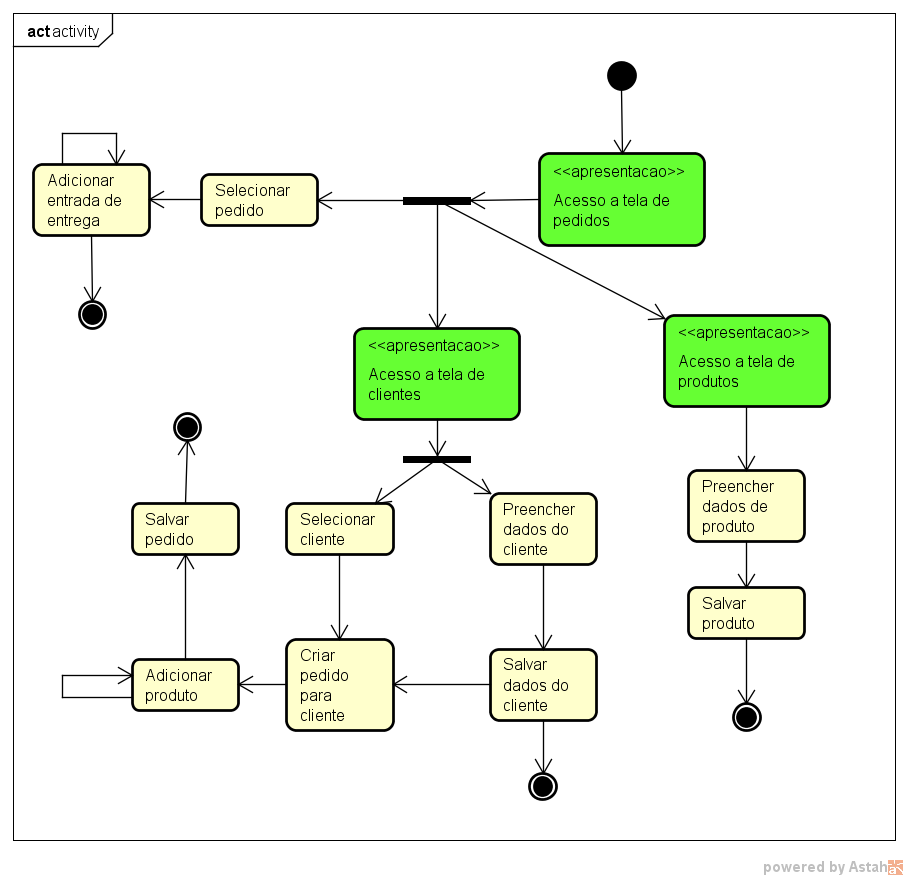 act activity
<<apresentacao>>
Acesso a tela de
pedidos
Selecionar
pedido
Adicionar
entrada de
entrega
<<apresentacao>>
Acesso a tela de
clientes
<<apresentacao>>
Acesso a tela de
produtos
Salvar
pedido
Selecionar
cliente
Preencher
dados do
cliente
Preencher
dados de
produto
Salvar
produto
Adicionar
produto
Criar
pedido
para
cliente
Salvar
dados do
cliente
powered by Astah